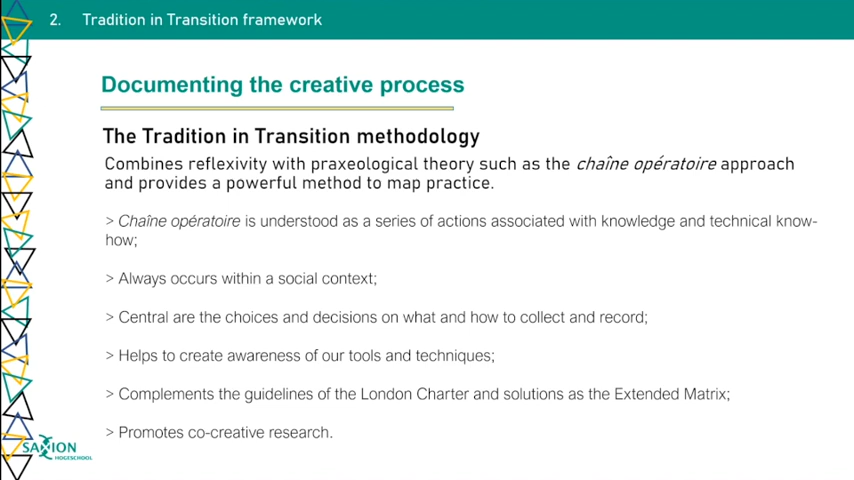 2. Tradition in Transition framework
Documenting the creative process
The Tradition in Transition methodology
Combines reflexivity with praxeological theory such as the chaîne opératoire approach
and provides a powerful method to map practice.
> Chaîne opératoire is understood as a series of actions associated with knowledge and technical know-
how;
> Always occurs within a social context;
> Central are the choices and decisions on what and how to collect and record;
> Helps to create awareness of our tools and techniques;
> Complements the guidelines of the London Charter and solutions as the Extended Matrix;
> Promotes co-creative research.
SAXION
HOGESCHOOL